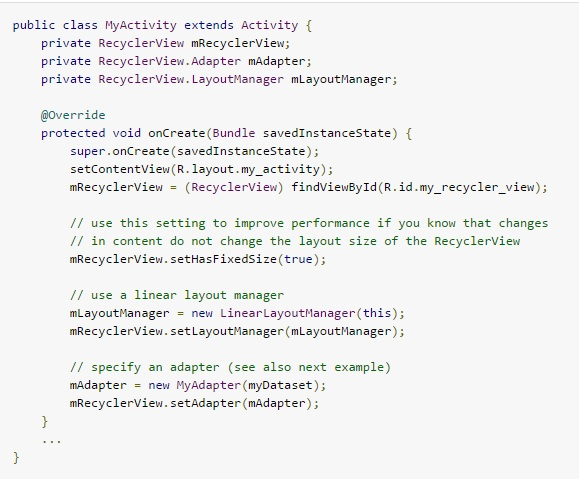 public class MyActivity extends Activity {
    private RecyclerView mRecyclerView;
    private RecyclerView.Adapter mAdapter;
    private RecyclerView.LayoutManager mLayoutManager;

    @Override
    protected void onCreate(Bundle savedInstanceState) {
        super.onCreate(savedInstanceState);
        setContentView(R.layout.my_activity);
        mRecyclerView = (RecyclerView) findViewById(R.id.my_recycler_view);

        // use this setting to improve performance if you know that changes
        // in content do not change the layout size of the RecyclerView
        mRecyclerView.setHasFixedSize(true);

        // use a linear layout manager
        mLayoutManager = new LinearLayoutManager(this);
        mRecyclerView.setLayoutManager(mLayoutManager);

        // specify an adapter (see also next example)
        mAdapter = new MyAdapter(myDataset);
        mRecyclerView.setAdapter(mAdapter);
    }
    ...
}